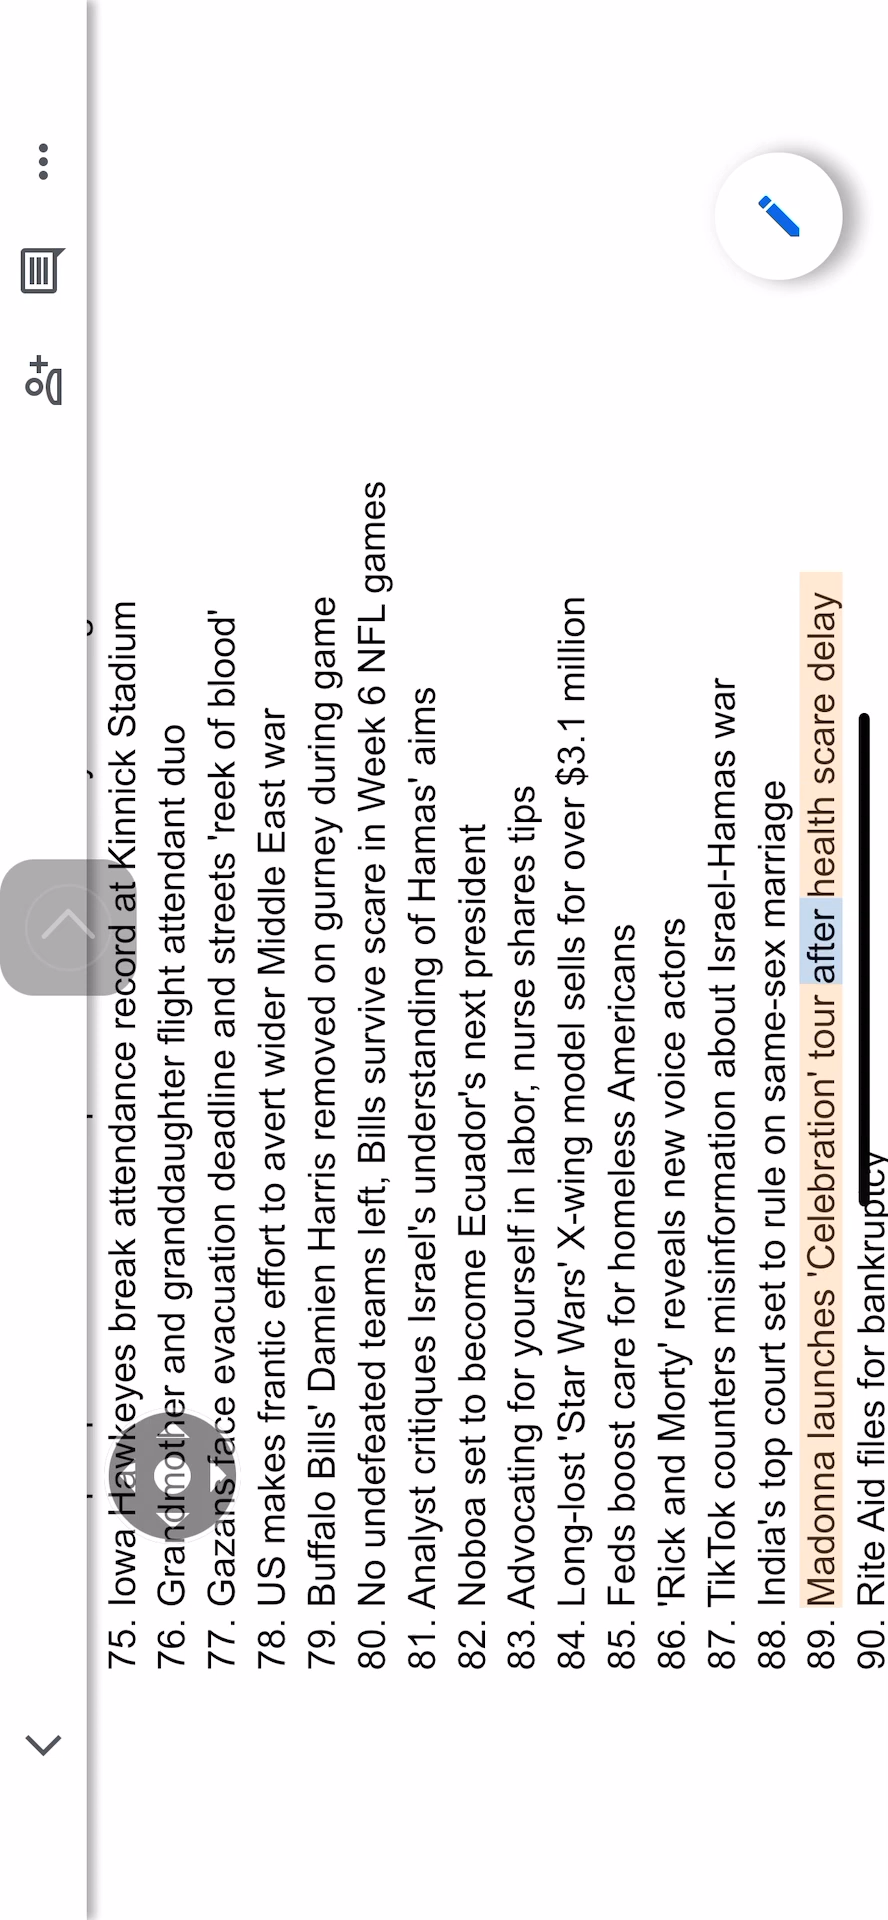 75. Iowa Hawkeyes break attendance record at Kinnick Stadium
76. Grandmother and granddaughter flight attendant duo
77. Gazans face evacuation deadline and streets 'reek of blood'
78. US makes frantic effort to avert wider Middle East war
79. Buffalo Bills' Damien Harris removed on gurney during game
80. No undefeated teams left, Bills survive scare in Week 6 NFL games
81. Analyst critiques Israel's understanding of Hamas' aims
82. Noboa set to become Ecuador's next president
83. Advocating for yourself in labor, nurse shares tips
84. Long-lost 'Star Wars' X-wing model sells for over $3.1 million
85. Feds boost care for homeless Americans
86. 'Rick and Morty' reveals new voice actors
87. TikTok counters misinformation about Israel-Hamas war
88. India's top court set to rule on same-sex marriage
89. Madonna launches 'Celebration' tour after health scare delay
90. Rite Aid files for bankruptcy